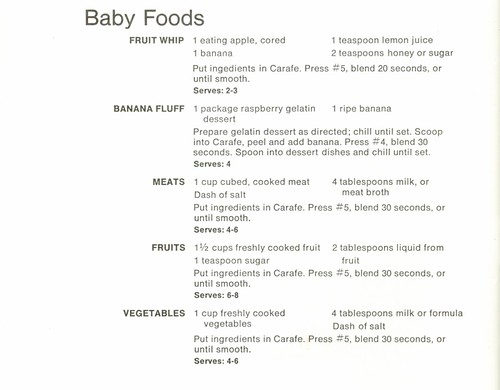 Baby Foods
FRUIT WHIP 1 eating apple, cored 1 teaspoon lemon juice
1 banana 2 teaspoons honey or sugar
Put ingedients in Carafe. Press #5, blend 20 seconds, or
until smooth.
Serves: 2-3
BANANA FLUFF 1 package raspberry gelatin 1 ripe banana
dessert
Prepare gelatin dessert as directed; chill until set. Scoop
into Carafe, peel and add banana. Press #4, blend 30
seconds. Spoon into dessert dishes and chill until set.
Serves: 4
MEATS 1 cup cubed, cooked meat 4 tablespoons milk, or
Dash of salt meat broth
Put ingredients in Carafe. Press #5, blend 30 seconds, or
until smooth.
Serves: 4-6
FRUITS 1½ cups freshly cooked fruit 2 tablespoons liquid from
1 teaspoon sugar fruit
Put ingredients in Carafe. Press #5, blend 30 seconds, or
until smooth.
Serves: 6-8
VEGETABLES 1 cup freshly cooked 4 tablespoons milk or formula
vegetables Dash of salt
Put ingredients in Carafe. Press #5, blend 30 seconds, or
until smooth.
Serves: 4-6